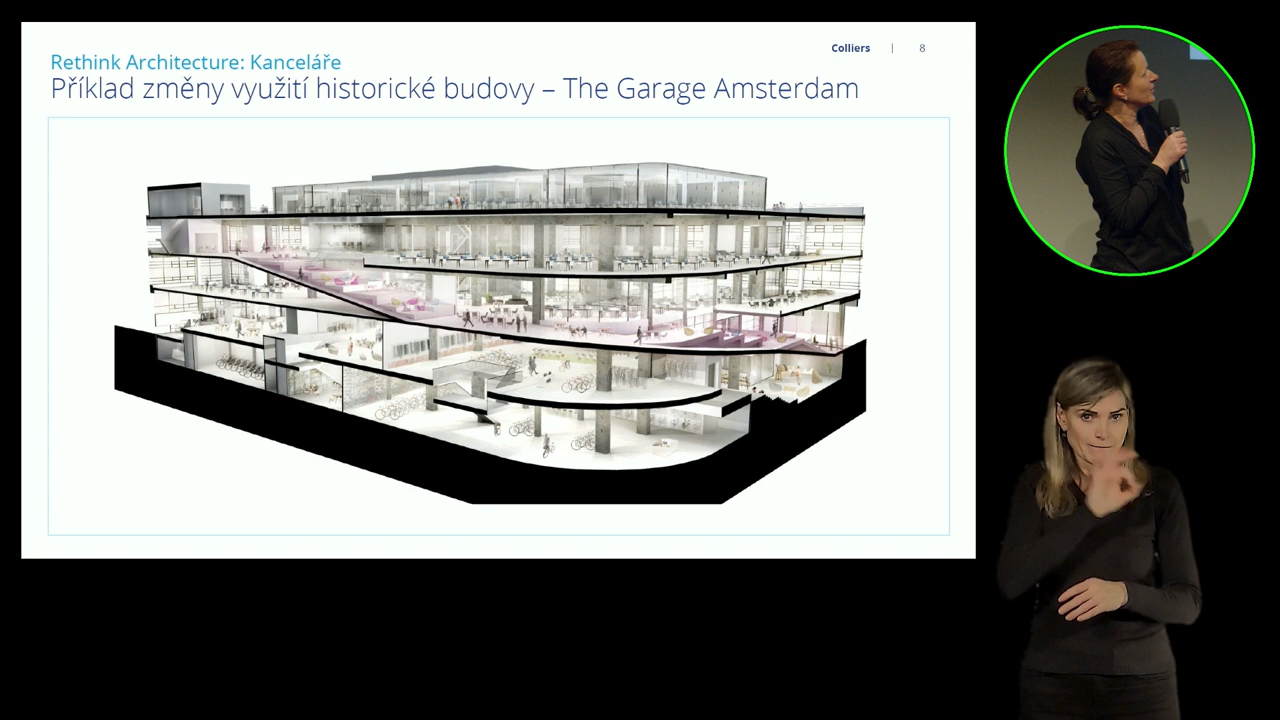 Colliers | 8
Rethink Architecture: Kanceláře
Příklad změny využití historické budovy – The Garage Amsterdam